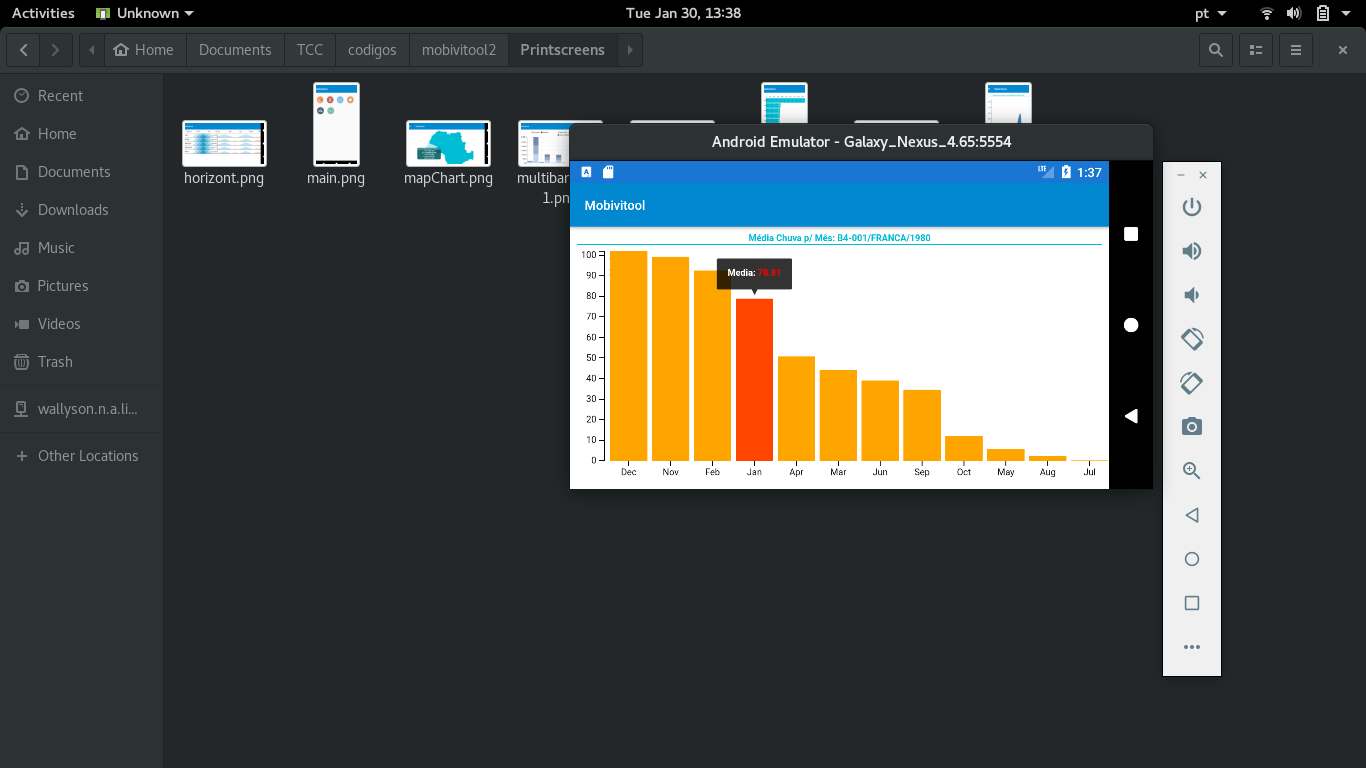 Activities Unknown Tue Jan 30, 13:38 pt
Home Documents TCC codigos mobivitool2 Printscreens
Recent
Home
Documents
Downloads
Music
Pictures
Videos
Trash
wallyson.n.a.li...
Other Locations
horizont.png main.png mapChart.png multibar
1.pn
Android Emulator - Galaxy_Nexus_4.65:5554
A LTE 1:37
Mobivitool
Média Chuva p/ Mês: B4-001/FRANCA/1980
Media: 78.81
100
90
80
70
60
50
40
30
20
10
0
Dec Nov Feb Jan Apr Mar Jun Sep Oct May Aug Jul